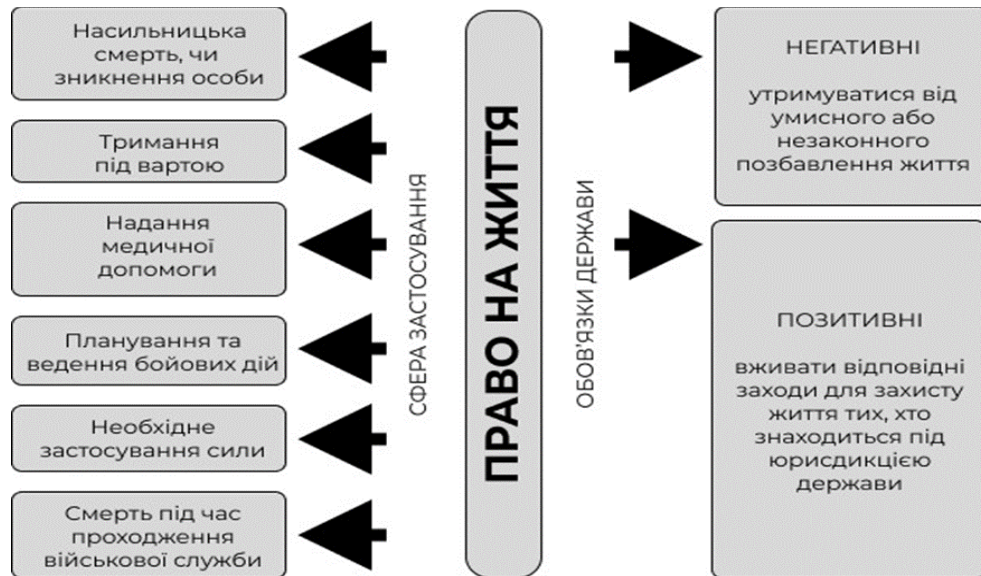 Насильницька
смерть, чи
зникнення особи
Тримання
під вартою
Надання
медичної
допомоги
Планування та
ведення бойових дій
Необхідне
застосування сили
Смерть під час
проходження
військової служби
СФЕРА ЗАСТОСУВАННЯ
ПРАВО НА ЖИТТЯ
ОБОВ'ЯЗКИ ДЕРЖАВИ
НЕГАТИВНІ
утримуватися від
умисного або
незаконного
позбавлення життя
ПОЗИТИВНІ
вживати відповідні
заходи для захисту
життя тих, хто
знаходиться під
юрисдикцією
держави